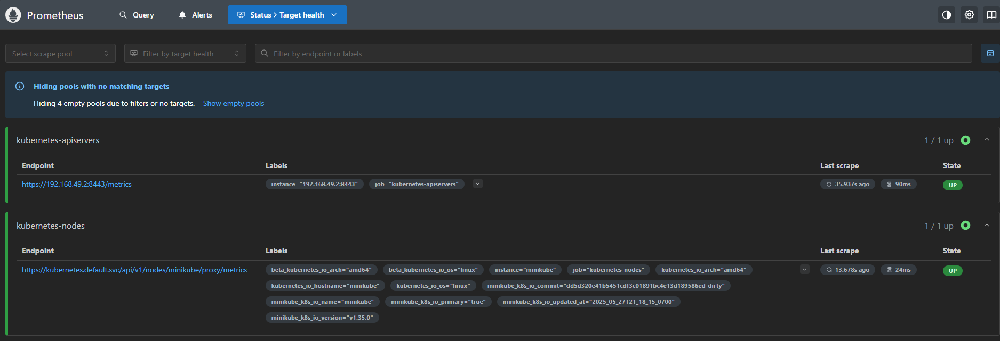 Prometheus Query Alerts Status > Target health
Select scrape pool Filter by target health Filter by endpoint or labels
Hiding pools with no matching targets
Hiding 4 empty pools due to filters or no targets. Show empty pools
kubernetes-apiservers 1 / 1 up
Endpoint Labels Last scrape State
https://192.168.49.2:8443/metrics instance="192.168.49.2:8443" job="kubernetes-apiservers" 35.937s ago 90ms UP
kubernetes-nodes 1 / 1 up
Endpoint Labels Last scrape State
https://kubernetes.default.svc/api/v1/nodes/minikube/proxy/metrics beta_kubernetes_io_arch="amd64" beta_kubernetes_io_os="linux" instance="minikube" job="kubernetes-nodes" kubernetes_io_arch="amd64" 13.678s ago 24ms UP
kubernetes_io_hostname="minikube" kubernetes_io_os="linux" minikube_k8s_io_commit="dd5d320e41b5451cdf3c01891bc4e13d189586ed-dirty"
minikube_k8s_io_name="minikube" minikube_k8s_io_primary="true" minikube_k8s_io_updated_at="2025_05_27T21_18_15_0700"
minikube_k8s_io_version="v1.35.0"